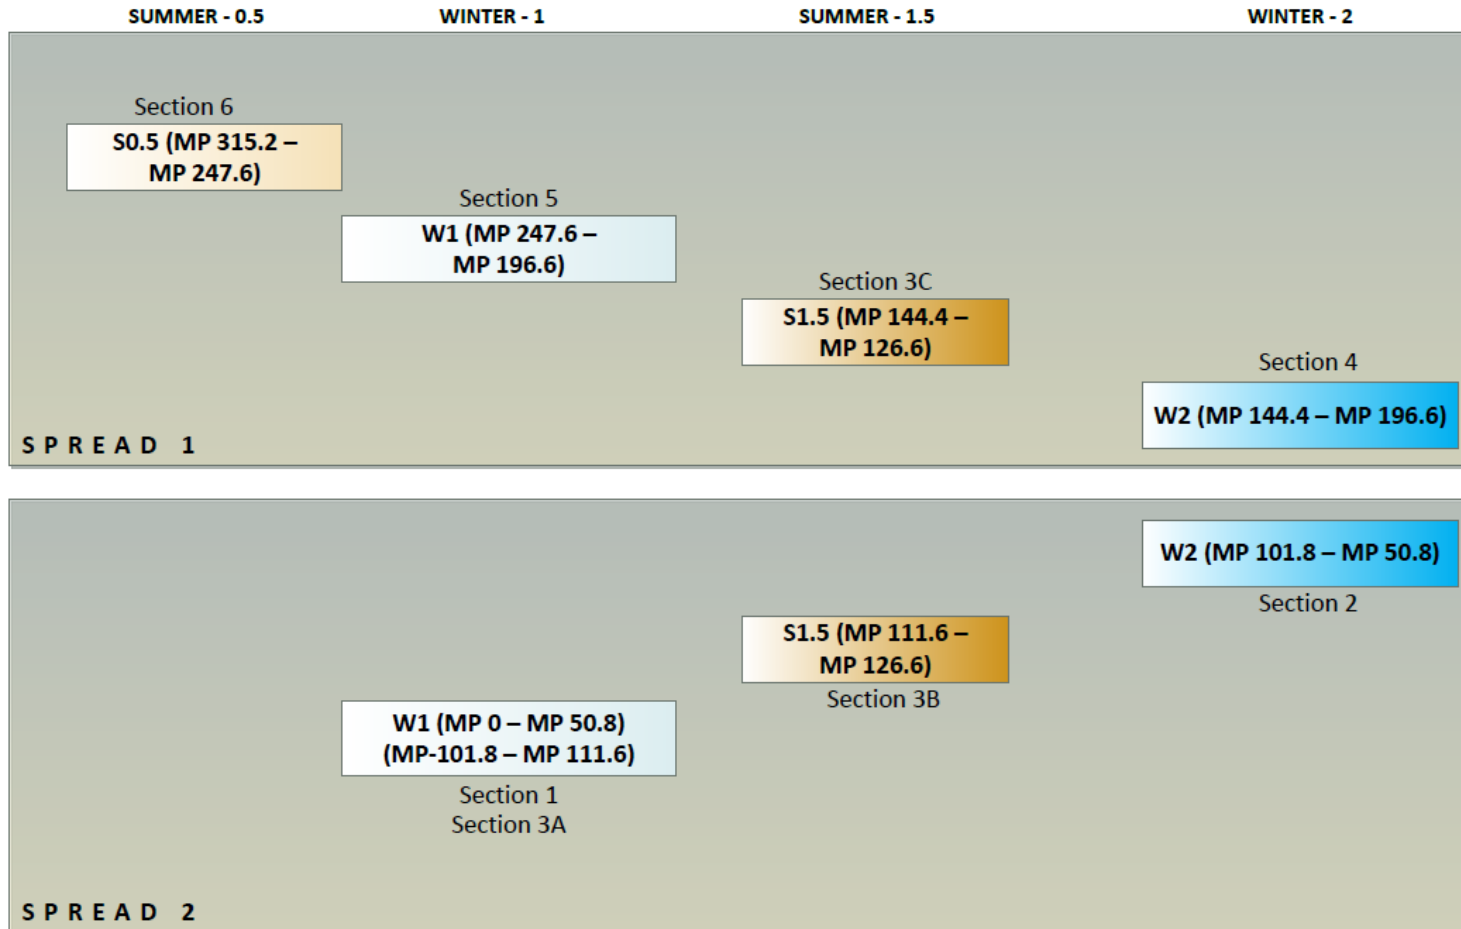 SUMMER - 0.5
WINTER - 1
SUMMER - 1.5
WINTER - 2
Section 6
S0.5 (MP 315.2 –
MP 247.6)
Section 5
W1 (MP 247.6 –
MP 196.6)
Section 3C
S1.5 (MP 144.4 –
MP 126.6)
Section 4
W2 (MP 144.4 – MP 196.6)
SPREAD 1
W2 (MP 101.8 – MP 50.8)
Section 2
S1.5 (MP 111.6 –
MP 126.6)
Section 3B
W1 (MP 0 – MP 50.8)
(MP-101.8 – MP 111.6)
Section 1
Section 3A
SPREAD 2